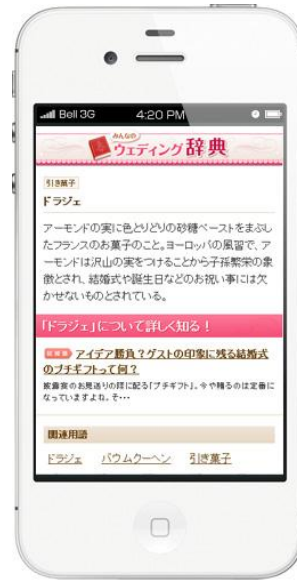 Bell 3G 4:20 PM
みんなの
ウェディング辞典
引き菓子
ドラジェ
アーモンドの実に色とりどりの砂糖ペーストをまぶし
たフランスのお菓子のこと。ヨーロッパの風習で、ア
ーモンドは沢山の実をつけることから子孫繁栄の象
徴とされ、結婚式や誕生日などのお祝い事には欠
かせないものとされている。
「ドラジェ」について詳しく知る！
アイデア勝負？ゲストの印象に残る結婚式
のプチギフトって何？
披露宴のお見送りの際に配る「プチギフト」。今や贈るのは定番に
なっていますよね。そ・・・
関連用語
ドラジェ バウムクーヘン 引き菓子